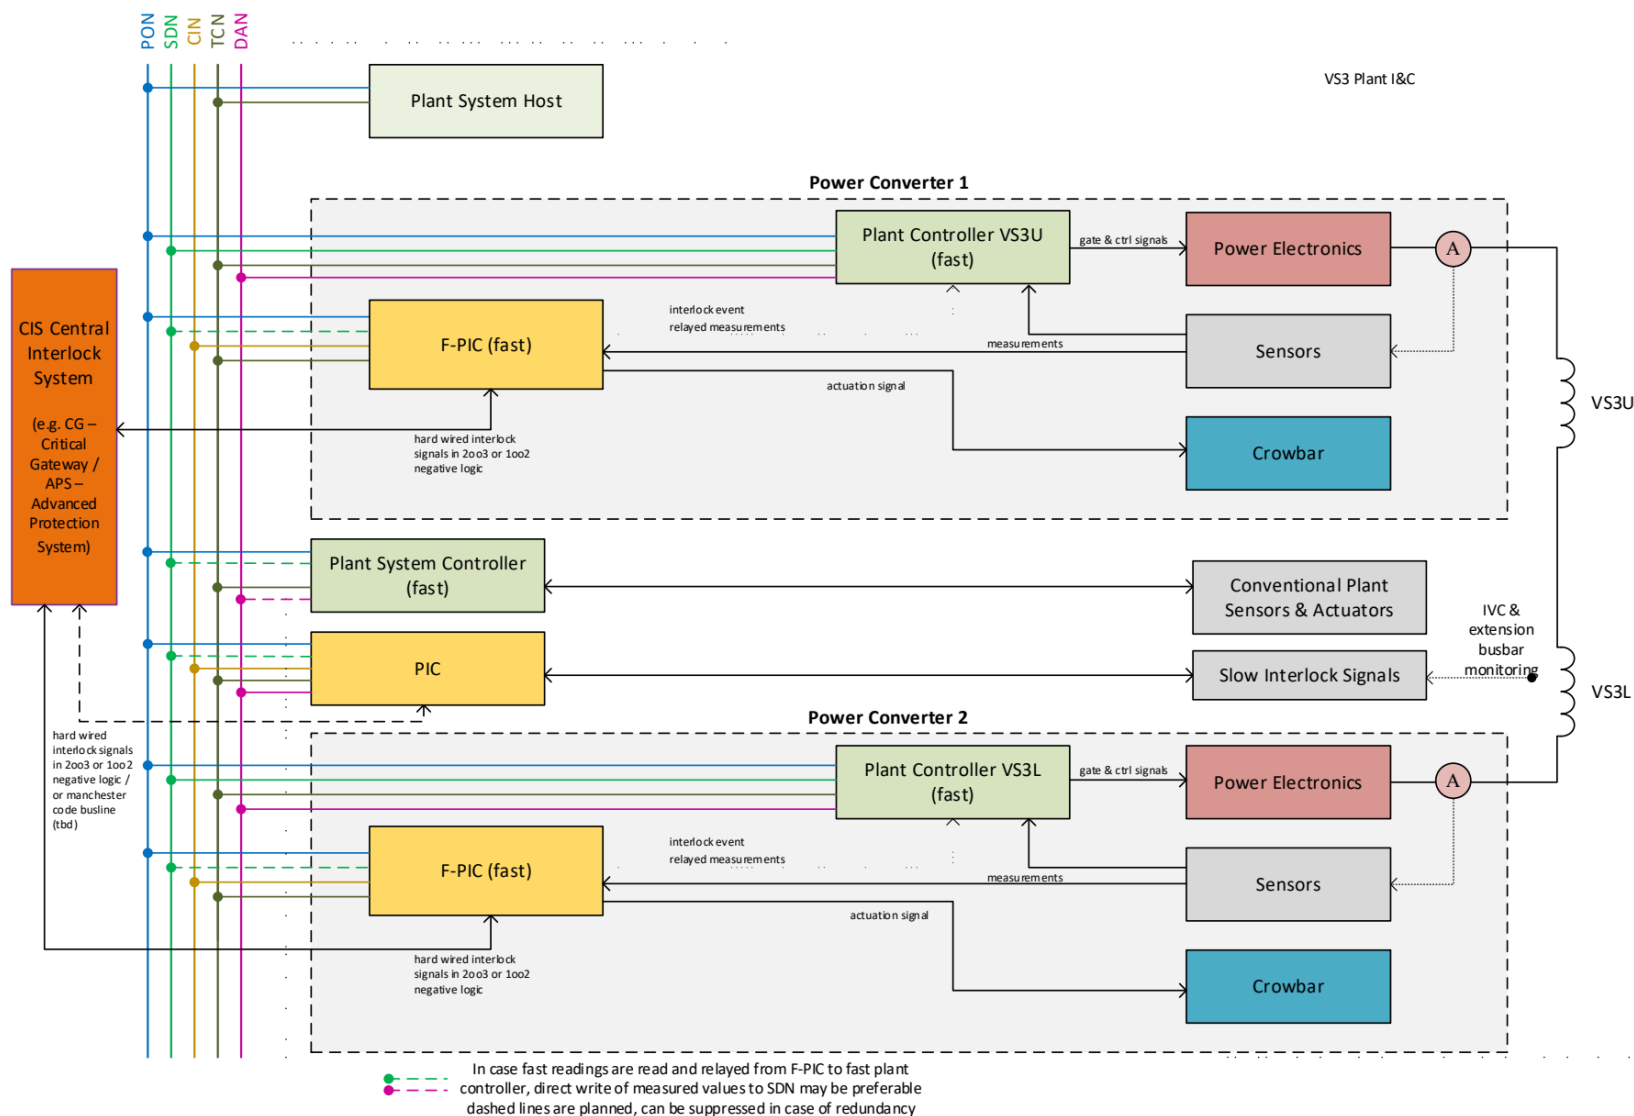 PON
SDN
CIN
TCN
DAN
Plant System Host
VS3 Plant I&C
Power Converter 1
Plant Controller VS3U
(fast)
gate & ctrl signals
Power Electronics
A
CIS Central
Interlock
System
(e.g. CG –
Critical
Gateway /
APS –
Advanced
Protection
System)
F-PIC (fast)
interlock event
relayed measurements
measurements
Sensors
actuation signal
VS3U
hard wired interlock
signals in 2oo3 or 1oo2
negative logic
Crowbar
Plant System Controller
(fast)
Conventional Plant
Sensors & Actuators
IVC &
extension
busbar
monitoring
PIC
Slow Interlock Signals
VS3L
hard wired
interlock signals
in 2oo3 or 1oo2
negative logic /
or manchester
code busline
(tbd)
Power Converter 2
Plant Controller VS3L
(fast)
gate & ctrl signals
Power Electronics
A
F-PIC (fast)
interlock event
relayed measurements
measurements
Sensors
actuation signal
hard wired interlock
signals in 2oo3 or 1oo2
negative logic
Crowbar
In case fast readings are read and relayed from F-PIC to fast plant
controller, direct write of measured values to SDN may be preferable
dashed lines are planned, can be suppressed in case of redundancy